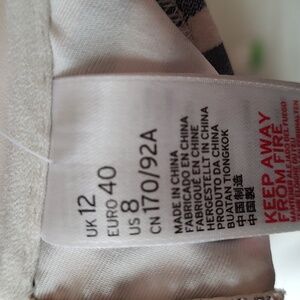 UK 12
EURO 40
US 8
CN 170/92A
MADE IN CHINA
FABRICADO EN CHINA
FABRIQUÉ EN CHINE
HERGESTELLT IN CHINA
PRODUTO DA CHINA
BUATAN TIONGKOK
中国制造
中國製
KEEP AWAY
FROM FIRE